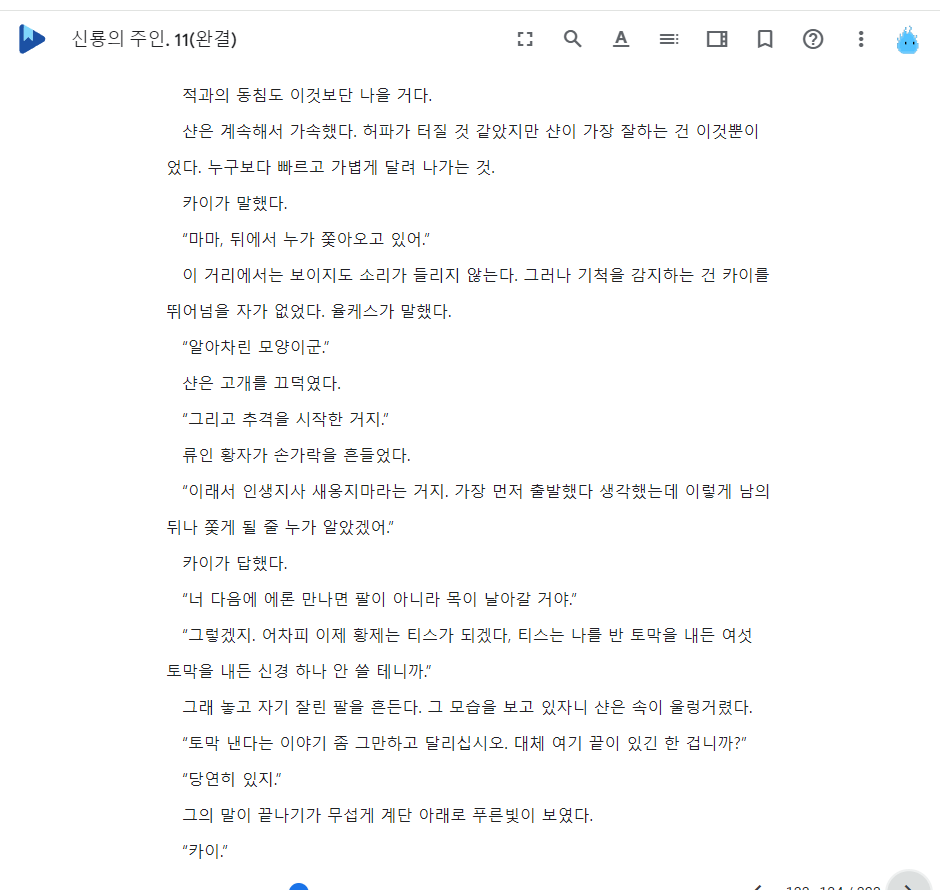 신룡의 주인. 11(완결)
적과의 동침도 이것보단 나을 거다.
샨은 계속해서 가속했다. 허파가 터질 것 같았지만 샨이 가장 잘하는 건 이것뿐이
었다. 누구보다 빠르고 가볍게 달려 나가는 것.
카이가 말했다.
“마마, 뒤에서 누가 쫒아오고 있어.”
이 거리에서는 보이지도 소리가 들리지 않는다. 그러나 기척을 감지하는 건 카이를
뛰어넘을 자가 없었다. 율케스가 말했다.
“알아차린 모양이군.”
샨은 고개를 끄덕였다.
“그리고 추격을 시작한 거지.”
류인 황자가 손가락을 흔들었다.
“이래서 인생지사 새옹지마라는 거지. 가장 먼저 출발했다 생각했는데 이렇게 남의
뒤나 쫓게 될 줄 누가 알았겠어.”
카이가 답했다.
“너 다음에 에론 만나면 팔이 아니라 목이 날아갈 거야.”
“그렇겠지. 어차피 이제 황제는 티스가 되겠다, 티스는 나를 반 토막을 내든 여섯
토막을 내든 신경 하나 안 쓸 테니까.”
그래 놓고 자기 잘린 팔을 흔든다. 그 모습을 보고 있자니 샨은 속이 울렁거렸다.
“토막 낸다는 이야기 좀 그만하고 달리십시오. 대체 여기 끝이 있긴 한 겁니까?”
“당연히 있지.”
그의 말이 끝나기가 무섭게 계단 아래로 푸른빛이 보였다.
“카이.”